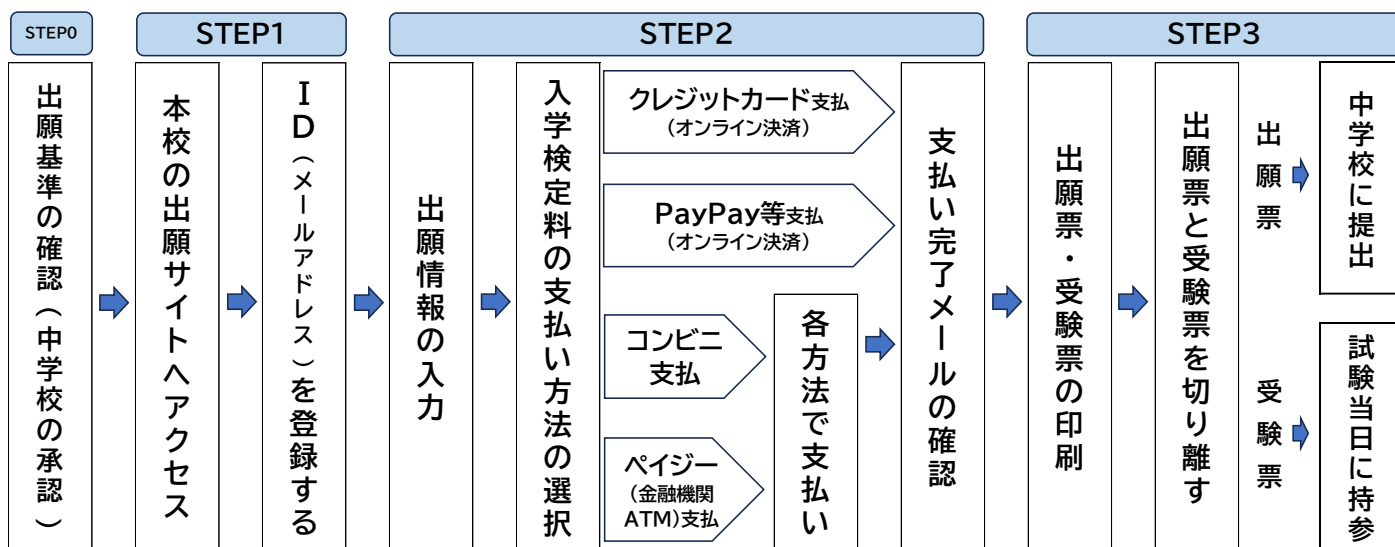 STEP0
STEP1
STEP2
STEP3
出願基準の確認（中学校の承認）
本校の出願サイトへアクセス
ID（メールアドレス）を登録する
出願情報の入力
入学検定料の支払い方法の選択
クレジットカード支払
（オンライン決済）
PayPay等支払
（オンライン決済）
コンビニ
支払
ペイジー
（金融機関
ATM）支払
各方法で支払い
支払い完了メールの確認
出願票・受験票の印刷
出願票と受験票を切り離す
出願票
中学校に提出
受験票
試験当日に持参